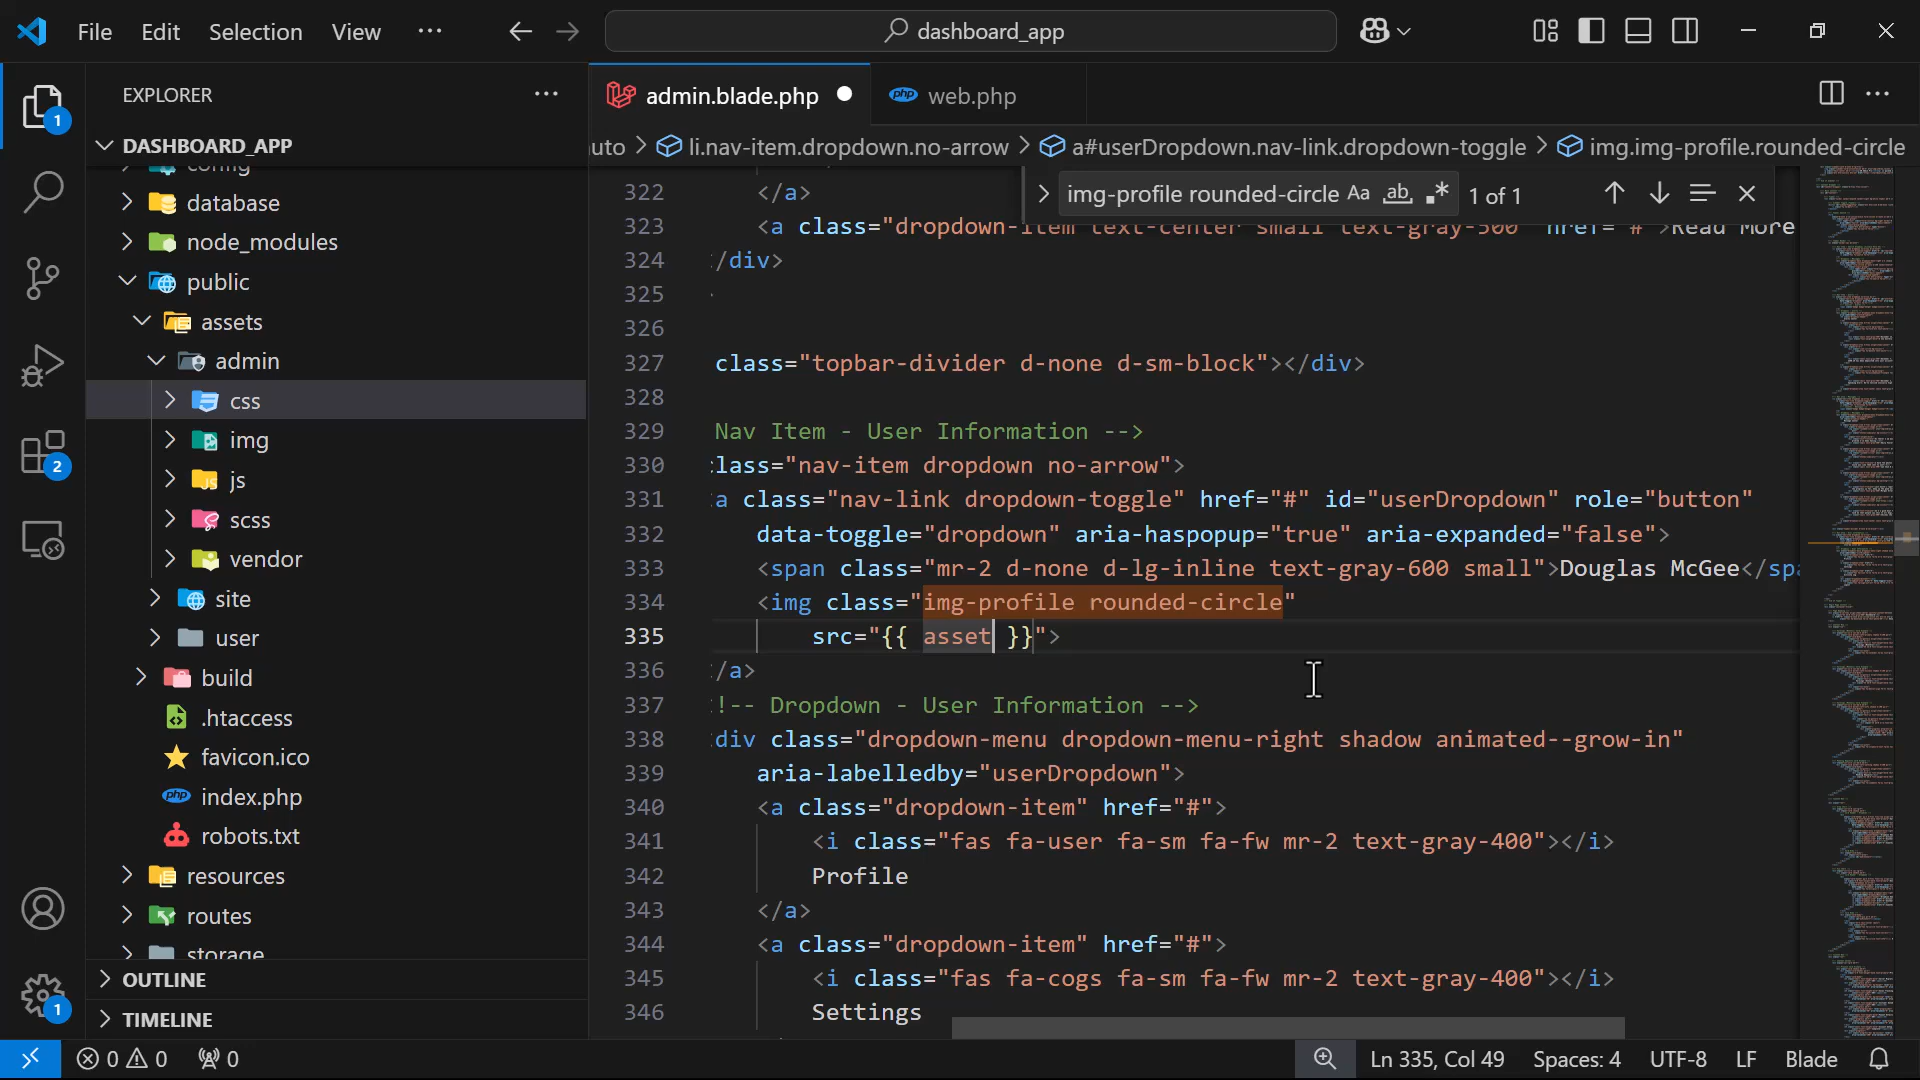 File Edit Selection View ··· dashboard_app
EXPLORER ···
DASHBOARD_APP
config
database
node_modules
public
assets
admin
css
img
js
scss
vendor
site
user
build
.htaccess
favicon.ico
index.php
robots.txt
resources
routes
storage
OUTLINE
TIMELINE
1
2
1
admin.blade.php
php web.php
uto > li.nav-item.dropdown.no-arrow > a#userDropdown.nav-link.dropdown-toggle > img.img-profile.rounded-circle
img-profile rounded-circle Aa ab 1 of 1
322 </a>
323 <a class="dropdown-item text-center small text-gray-500" href="#">Read More
324 /div>
325
326
327 class="topbar-divider d-none d-sm-block"></div>
328
329 Nav Item - User Information -->
330 lass="nav-item dropdown no-arrow">
331 a class="nav-link dropdown-toggle" href="#" id="userDropdown" role="button"
332 data-toggle="dropdown" aria-haspopup="true" aria-expanded="false">
333 <span class="mr-2 d-none d-lg-inline text-gray-600 small">Douglas McGee</spa
334 <img class="img-profile rounded-circle"
335 src="{{ asset }}">
336 /a>
337 !-- Dropdown - User Information -->
338 div class="dropdown-menu dropdown-menu-right shadow animated--grow-in"
339 aria-labelledby="userDropdown">
340 <a class="dropdown-item" href="#">
341 <i class="fas fa-user fa-sm fa-fw mr-2 text-gray-400"></i>
342 Profile
343 </a>
344 <a class="dropdown-item" href="#">
345 <i class="fas fa-cogs fa-sm fa-fw mr-2 text-gray-400"></i>
346 Settings
0 0 0 Ln 335, Col 49 Spaces: 4 UTF-8 LF Blade